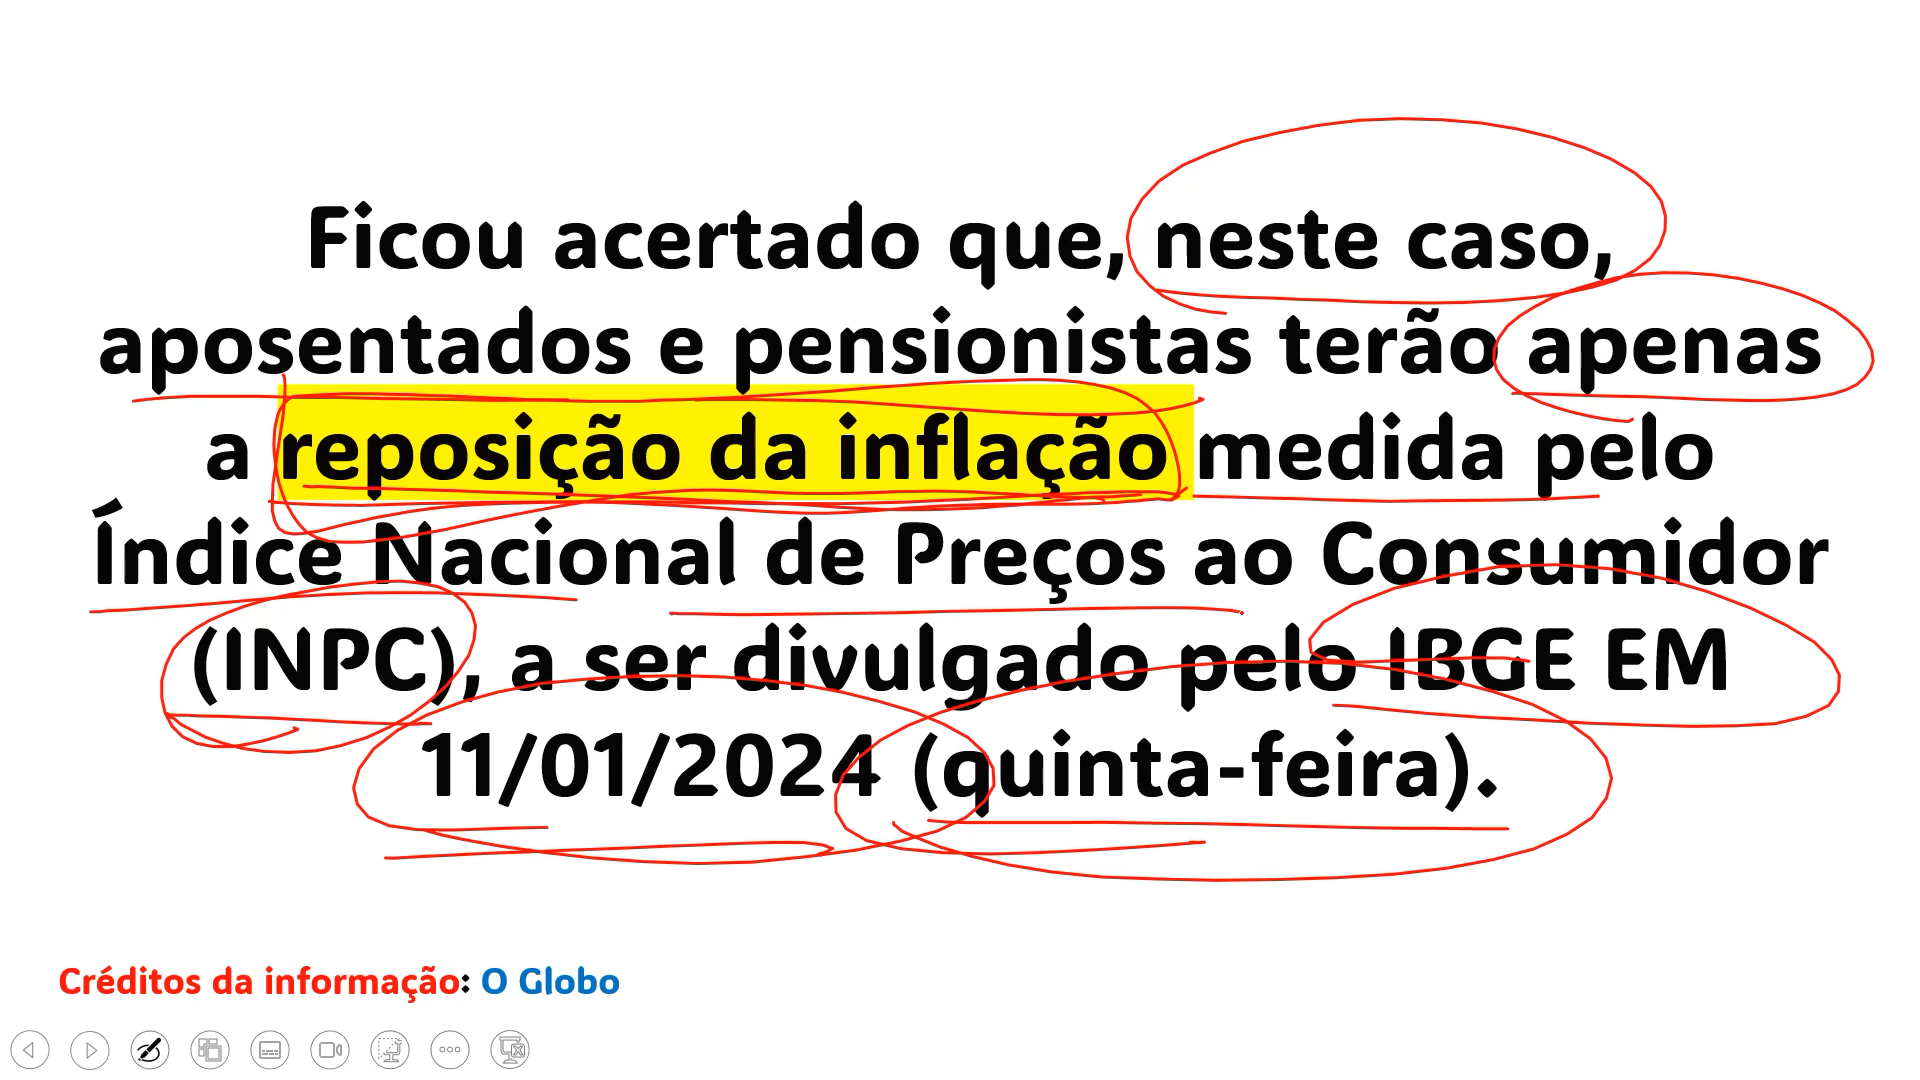 Ficou acertado que, neste caso,
aposentados e pensionistas terão apenas
a reposição da inflação medida pelo
Índice Nacional de Preços ao Consumidor
(INPC), a ser divulgado pelo IBGE EM
11/01/2024 (quinta-feira).
Créditos da informação: O Globo